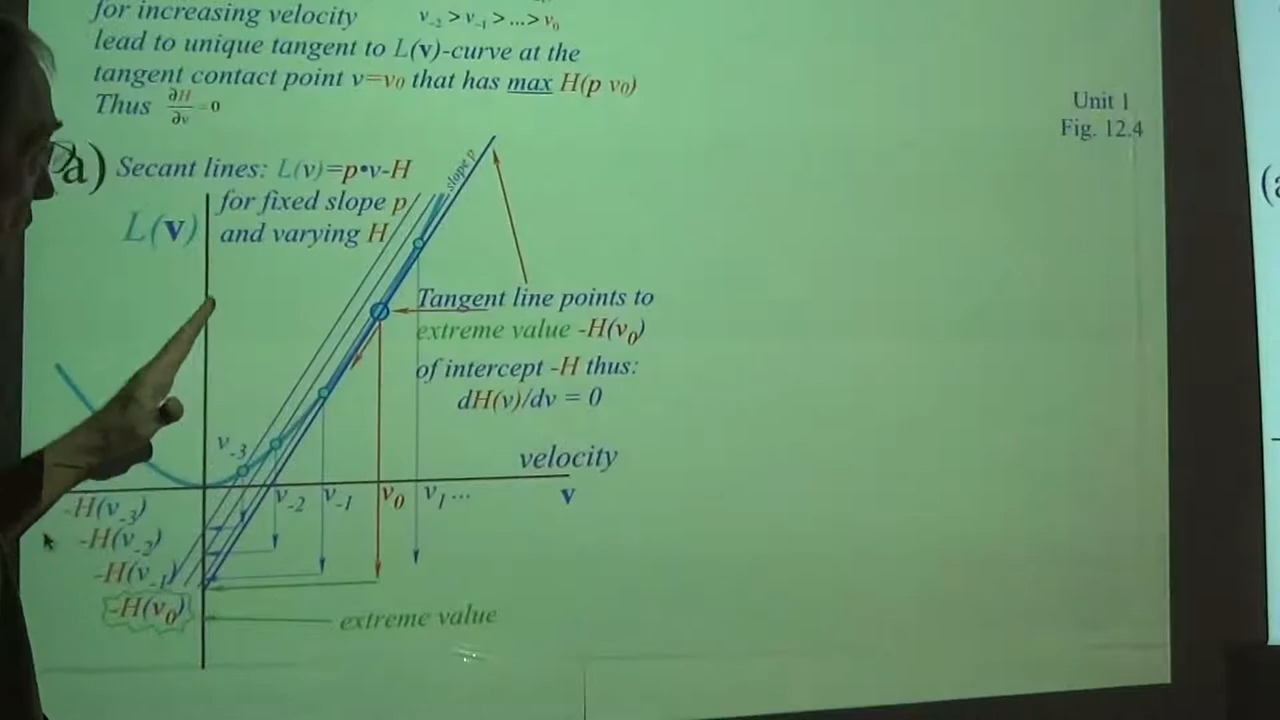 for increasing velocity v₋₂ > v₋₁ > ... > v₀
lead to unique tangent to L(v)-curve at the
tangent contact point v=v₀ that has max H(p v₀)
Thus ∂H/∂v = 0
Unit 1
Fig. 12.4
a) Secant lines: L(v)=p•v-H
for fixed slope p
and varying H
L(v)
slope p
Tangent line points to
extreme value -H(v₀)
of intercept -H thus:
dH(v)/dv = 0
velocity
v
v₋₃
v₋₂ v₋₁ v₀ v₁ ...
-H(v₋₃)
-H(v₋₂)
-H(v₋₁)
-H(v₀)
extreme value
(a